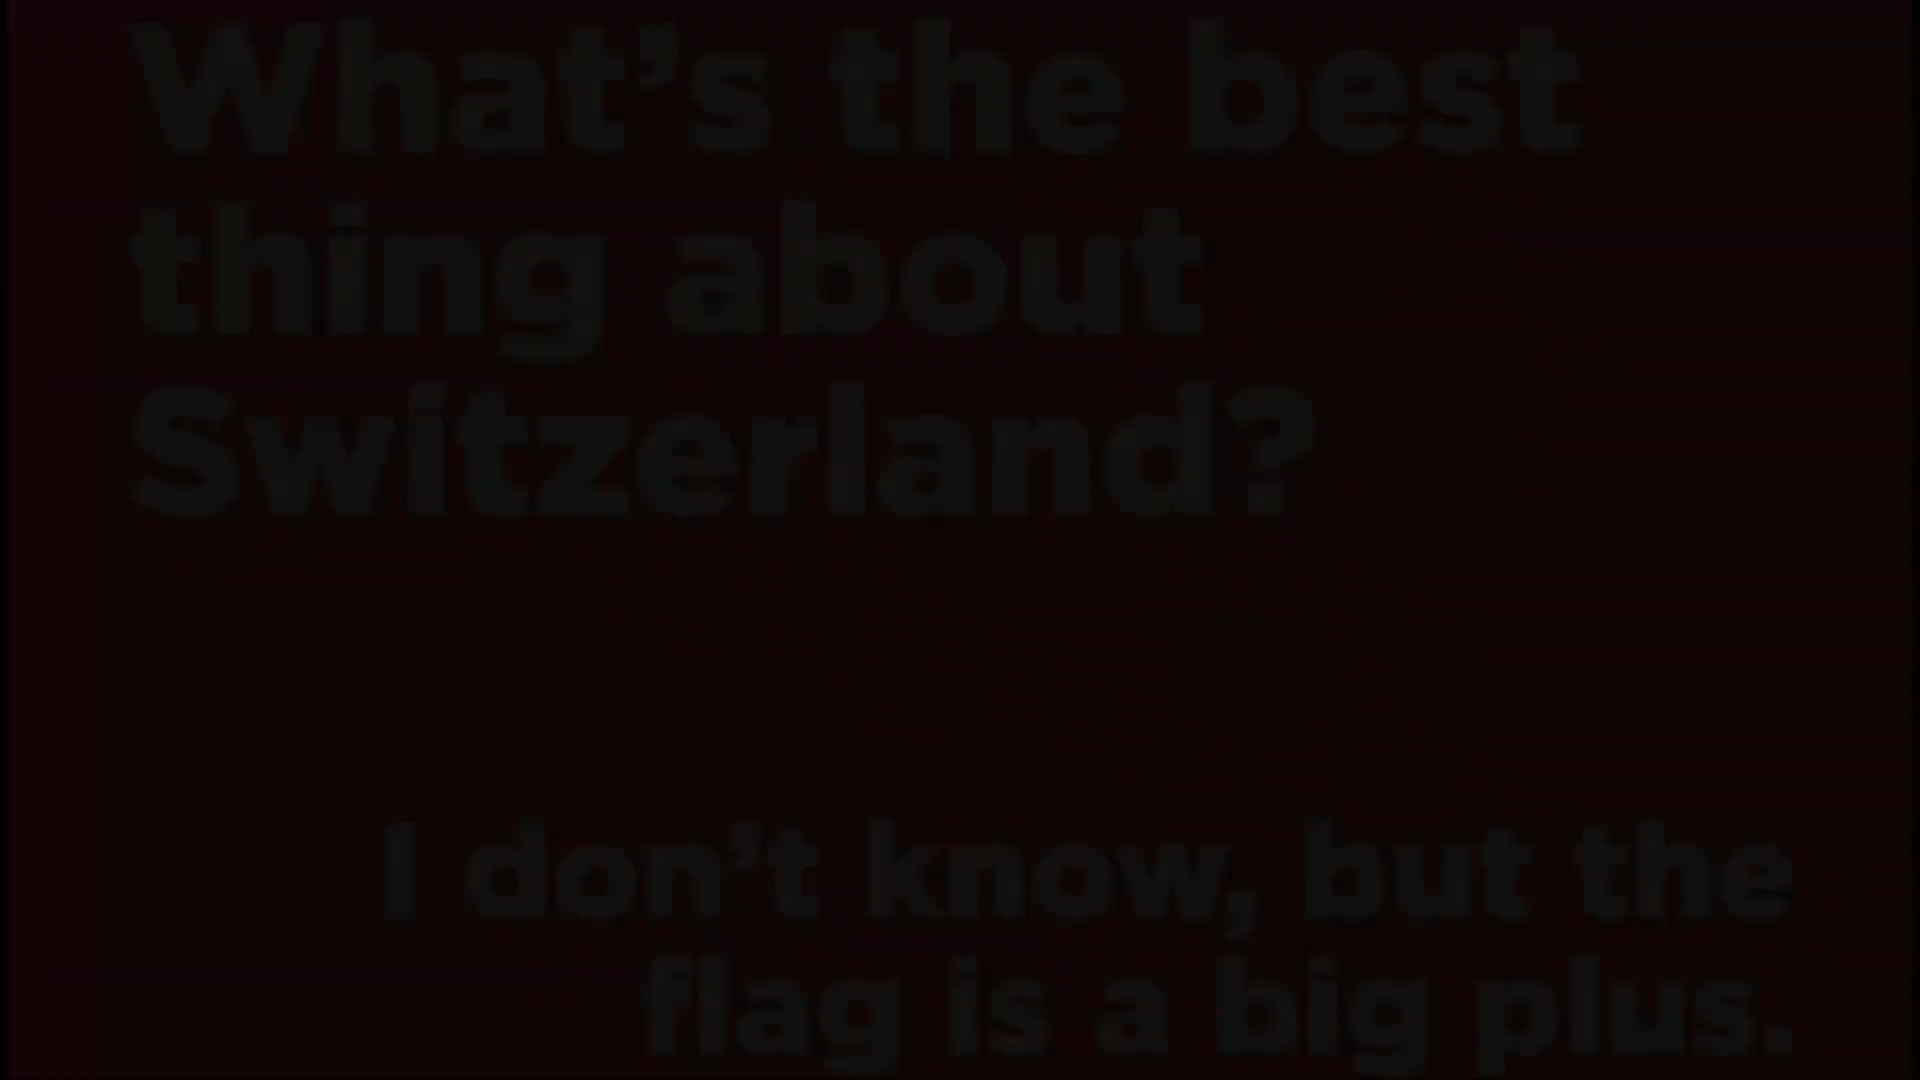 What's the best
thing about
Switzerland?
I don't know, but the
flag is a big plus.